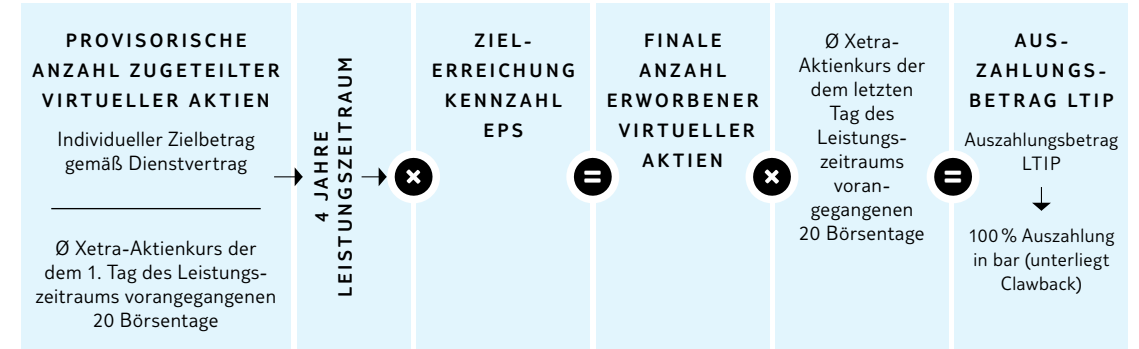 PROVISORISCHE
ANZAHL ZUGETEILTER
VIRTUELLER AKTIEN
Individueller Zielbetrag
gemäß Dienstvertrag
Ø Xetra-Aktienkurs der
dem 1. Tag des Leistungs-
zeitraums vorangegangenen
20 Börsentage
4 JAHRE
LEISTUNGSZEITRAUM
×
ZIEL-
ERREICHUNG
KENNZAHL
EPS
=
FINALE
ANZAHL
ERWORBENER
VIRTUELLER
AKTIEN
×
Ø Xetra-
Aktienkurs der
dem letzten
Tag des
Leistungs-
zeitraums
voran-
gegangenen
20 Börsentage
=
AUS-
ZAHLUNGS-
BETRAG LTIP
Auszahlungsbetrag
LTIP
100 % Auszahlung
in bar (unterliegt
Clawback)